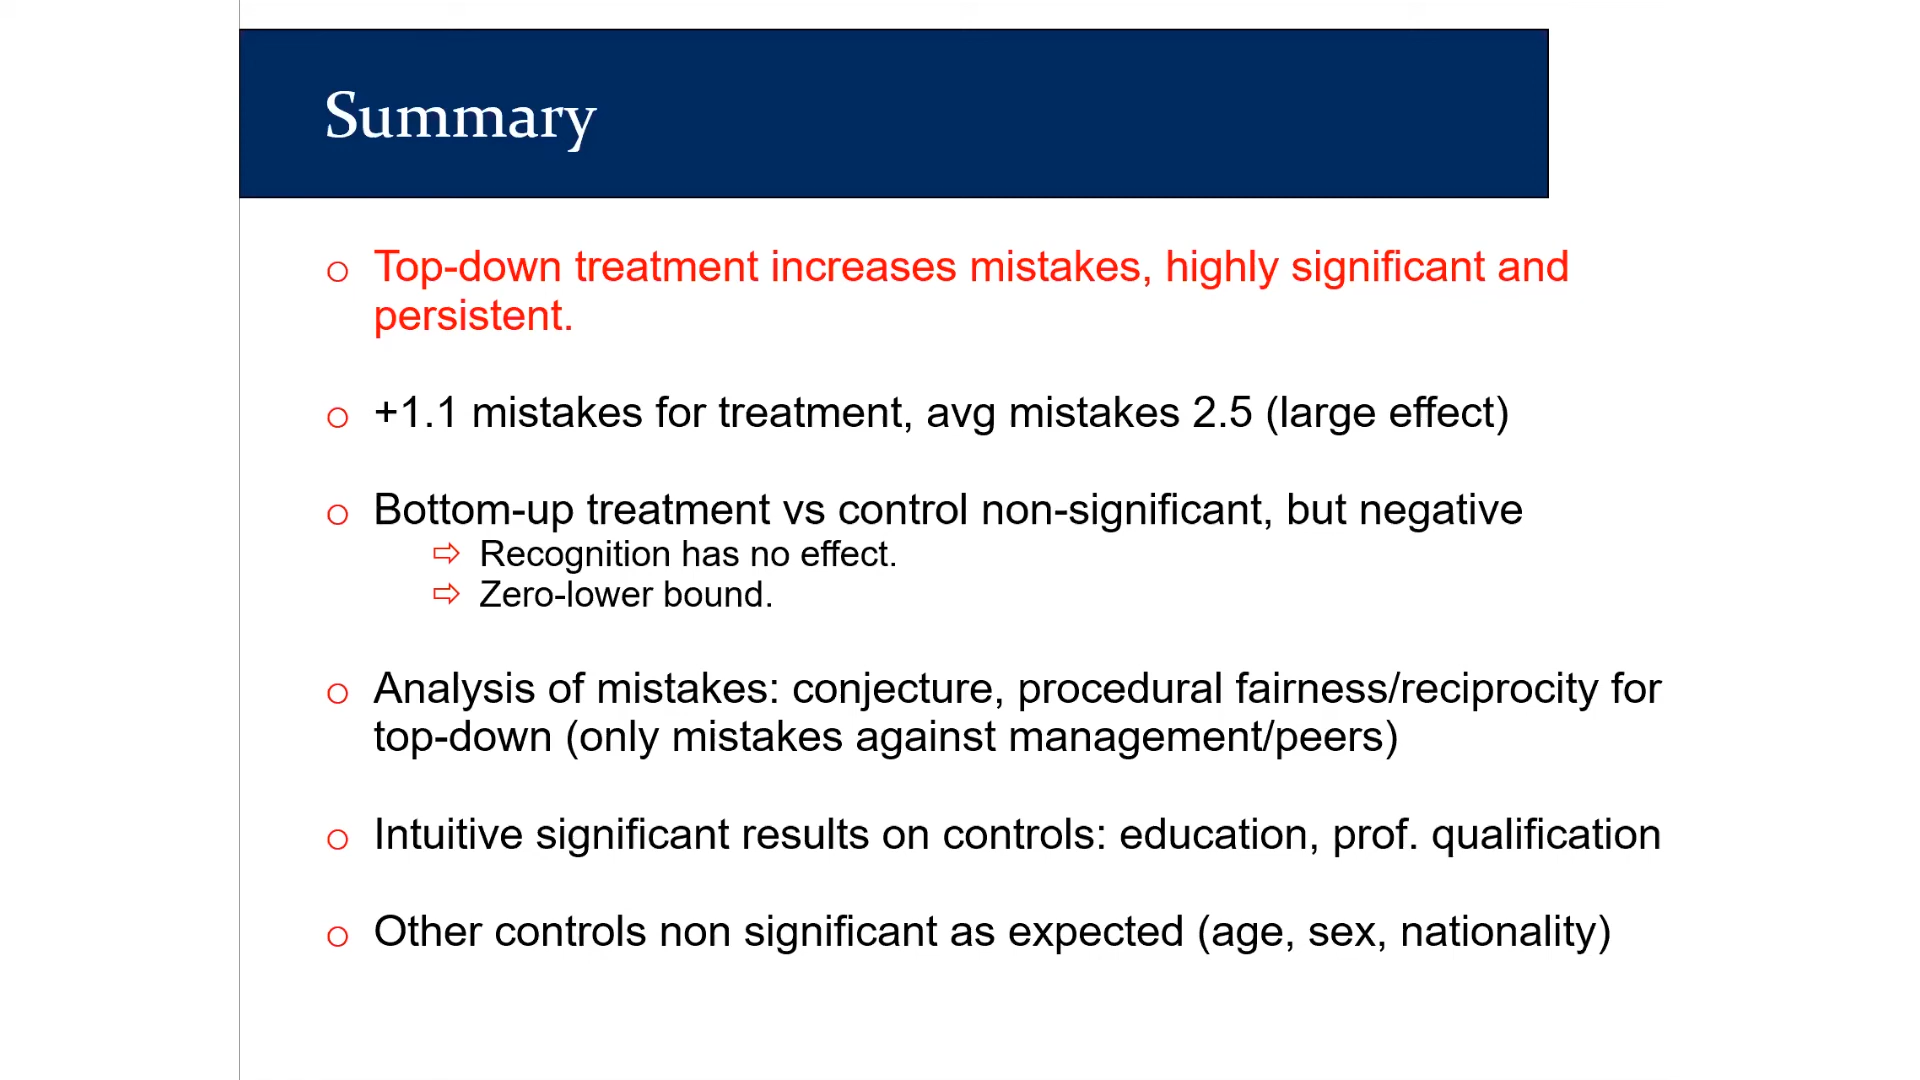 Summary
o Top-down treatment increases mistakes, highly significant and
persistent.
o +1.1 mistakes for treatment, avg mistakes 2.5 (large effect)
o Bottom-up treatment vs control non-significant, but negative
⇨ Recognition has no effect.
⇨ Zero-lower bound.
o Analysis of mistakes: conjecture, procedural fairness/reciprocity for
top-down (only mistakes against management/peers)
o Intuitive significant results on controls: education, prof. qualification
o Other controls non significant as expected (age, sex, nationality)